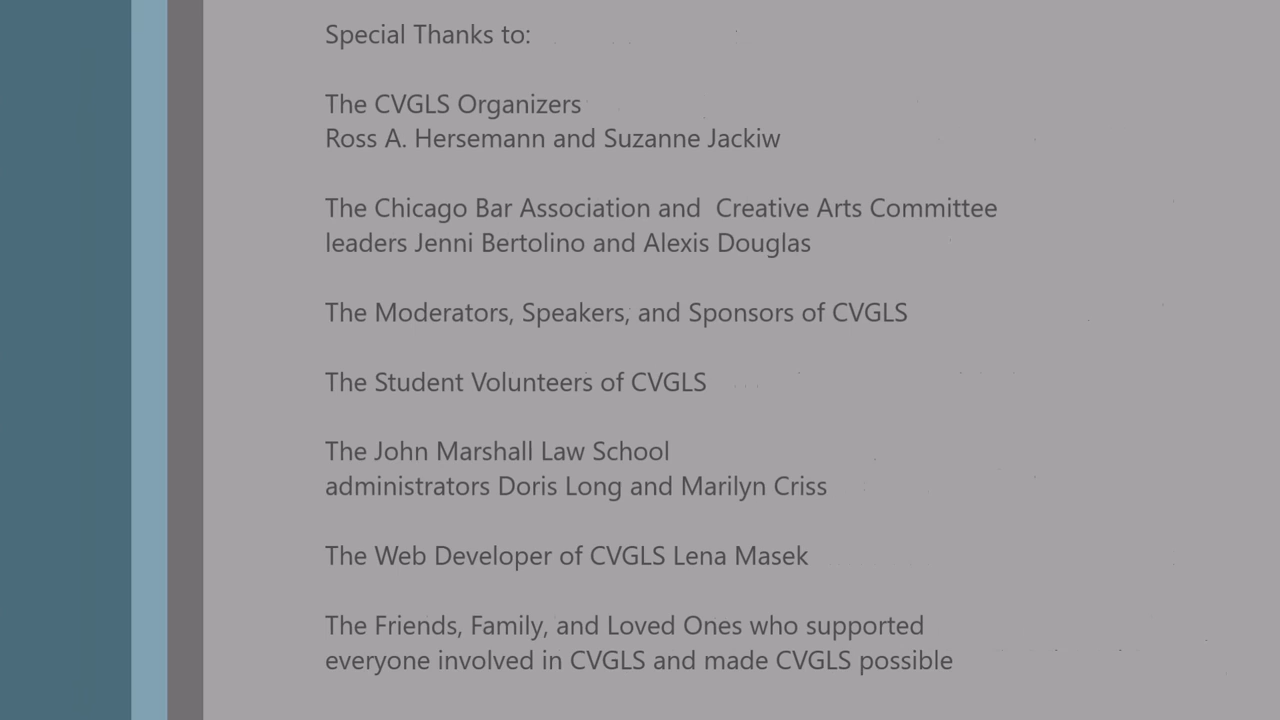 Special Thanks to:
The CVGLS Organizers
Ross A. Hersemann and Suzanne Jackiw
The Chicago Bar Association and  Creative Arts Committee
leaders Jenni Bertolino and Alexis Douglas
The Moderators, Speakers, and Sponsors of CVGLS
The Student Volunteers of CVGLS
The John Marshall Law School
administrators Doris Long and Marilyn Criss
The Web Developer of CVGLS Lena Masek
The Friends, Family, and Loved Ones who supported
everyone involved in CVGLS and made CVGLS possible